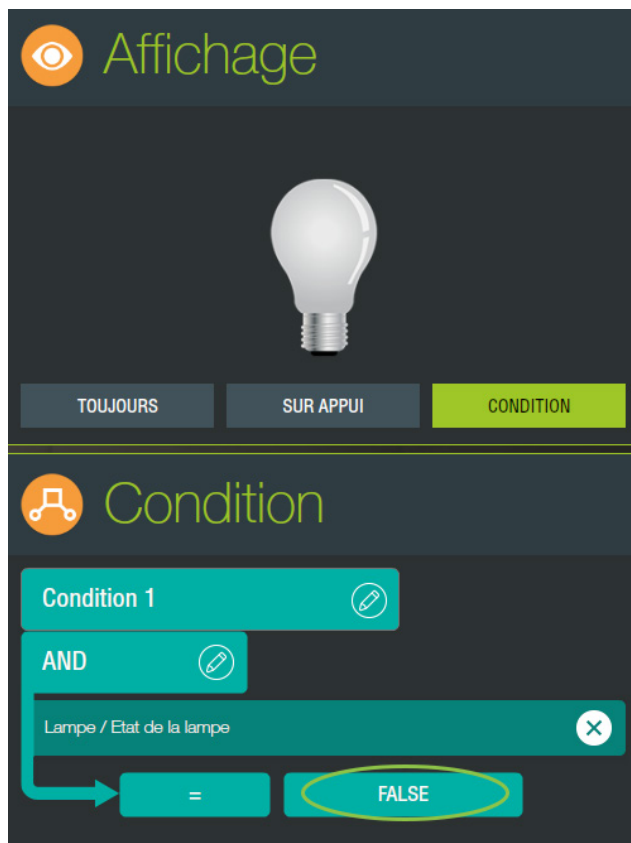 Affichage
TOUJOURS
SUR APPUI
CONDITION
Condition
Condition 1
AND
Lampe / Etat de la lampe
=
FALSE